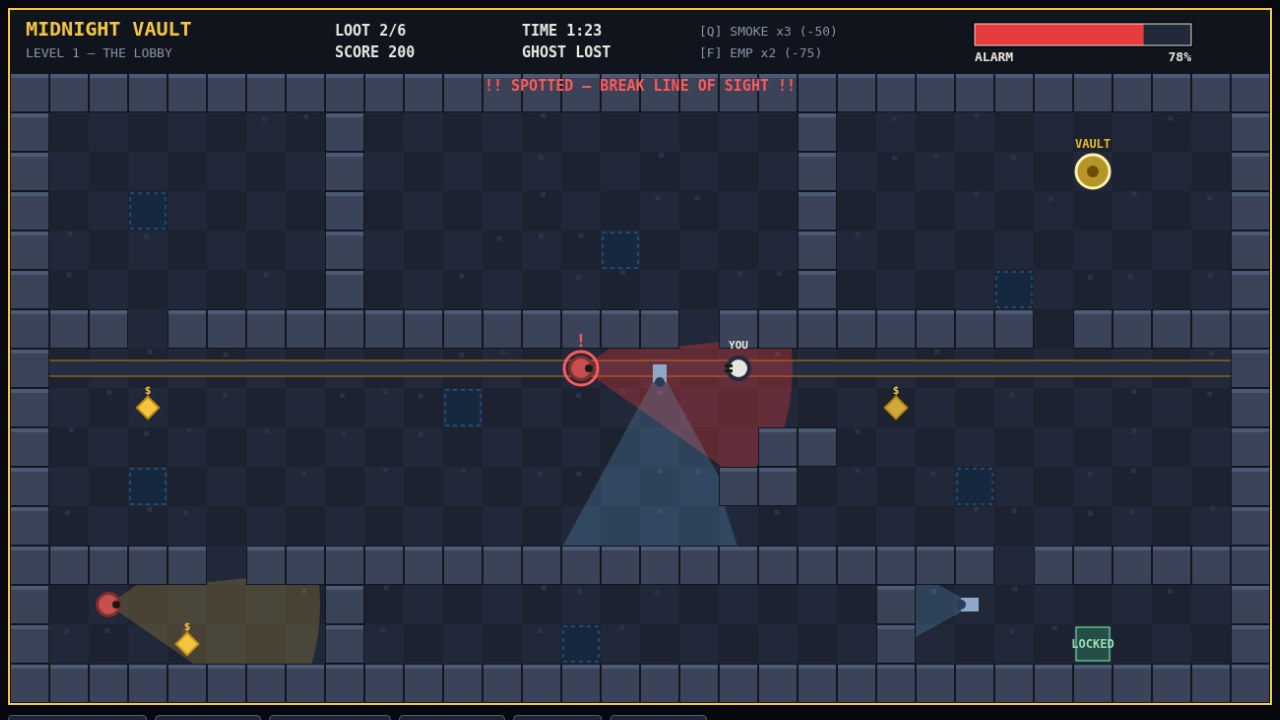 MIDNIGHT VAULT
LEVEL 1 — THE LOBBY
LOOT 2/6
SCORE 200
TIME 1:23
GHOST LOST
[Q] SMOKE x3 (-50)
[F] EMP x2 (-75)
ALARM 78%
!! SPOTTED — BREAK LINE OF SIGHT !!
VAULT
!
YOU
$
$
$
LOCKED